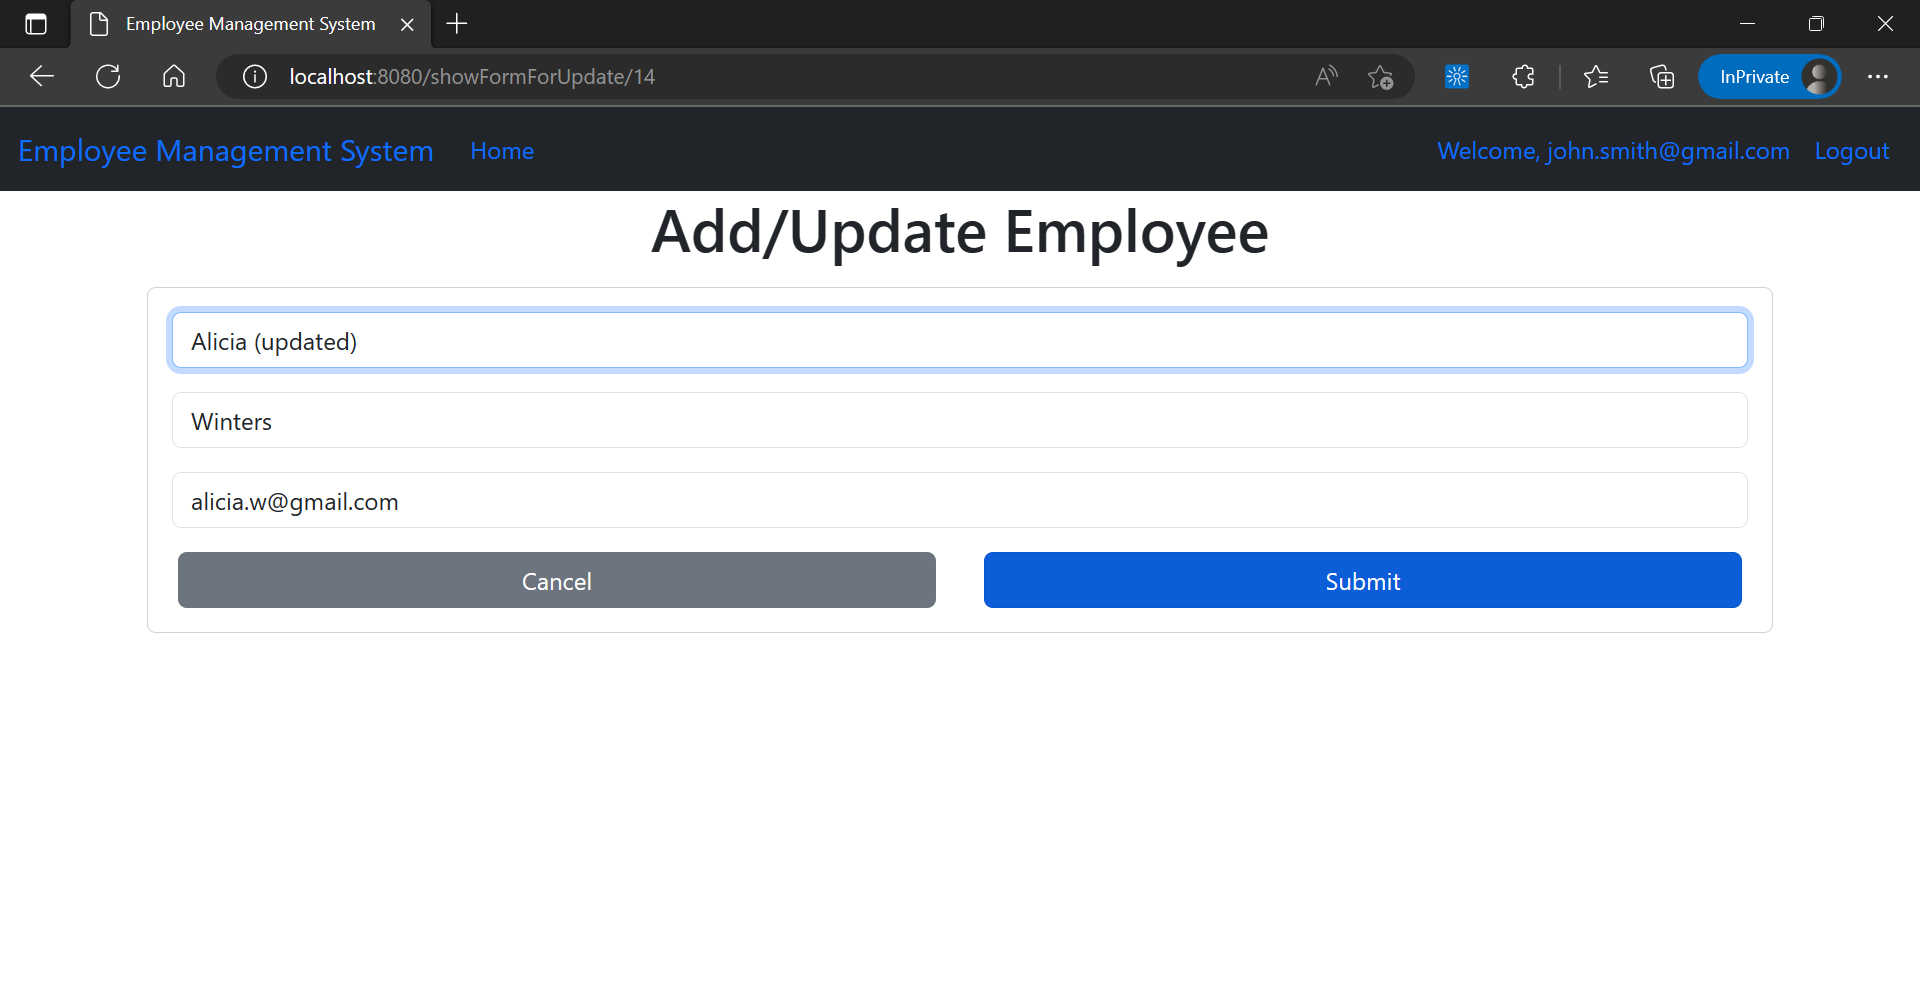 Employee Management System
localhost:8080/showFormForUpdate/14
InPrivate
Employee Management System Home Welcome, john.smith@gmail.com Logout
Add/Update Employee
Alicia (updated)
Winters
alicia.w@gmail.com
Cancel Submit